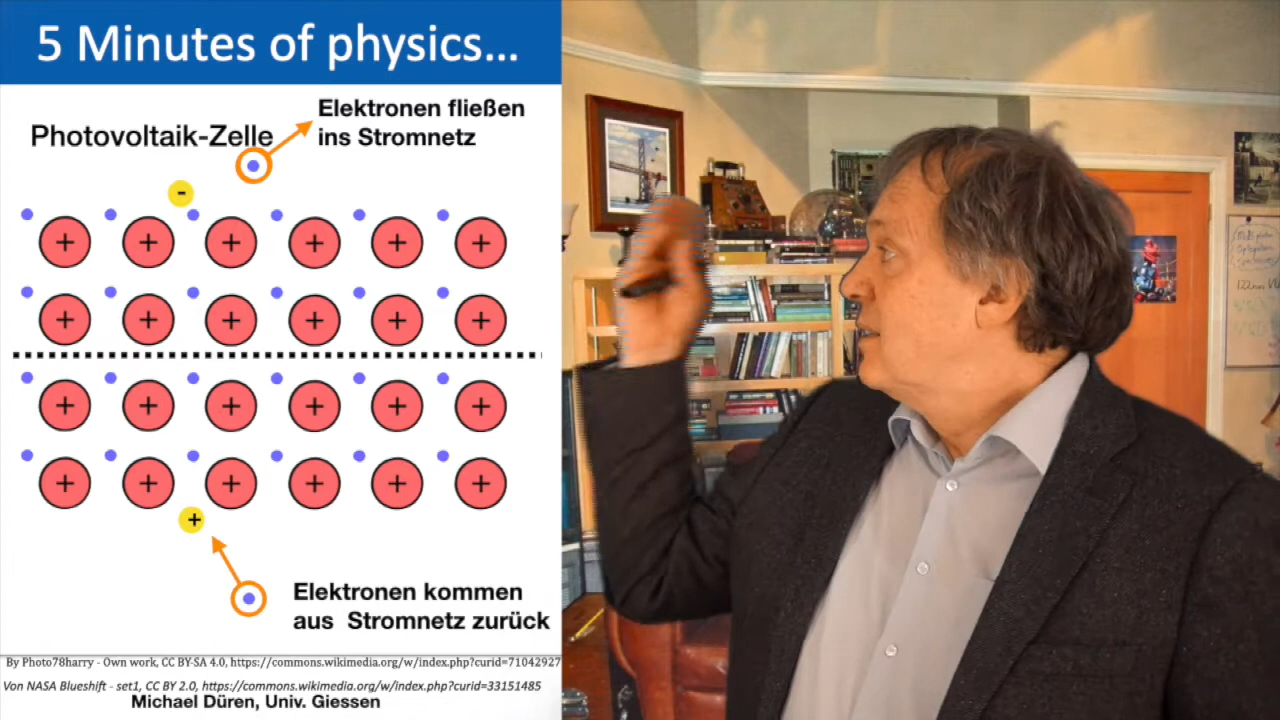 5 Minutes of physics...
Elektronen fließen
ins Stromnetz
Photovoltaik-Zelle
-
+ + + + + +
+ + + + + +
+ + + + + +
+ + + + + +
+
Elektronen kommen
aus Stromnetz zurück
By Photo78harry - Own work, CC BY-SA 4.0, https://commons.wikimedia.org/w/index.php?curid=71042927
Von NASA Blueshift - set1, CC BY 2.0, https://commons.wikimedia.org/w/index.php?curid=33151485
Michael Düren, Univ. Giessen